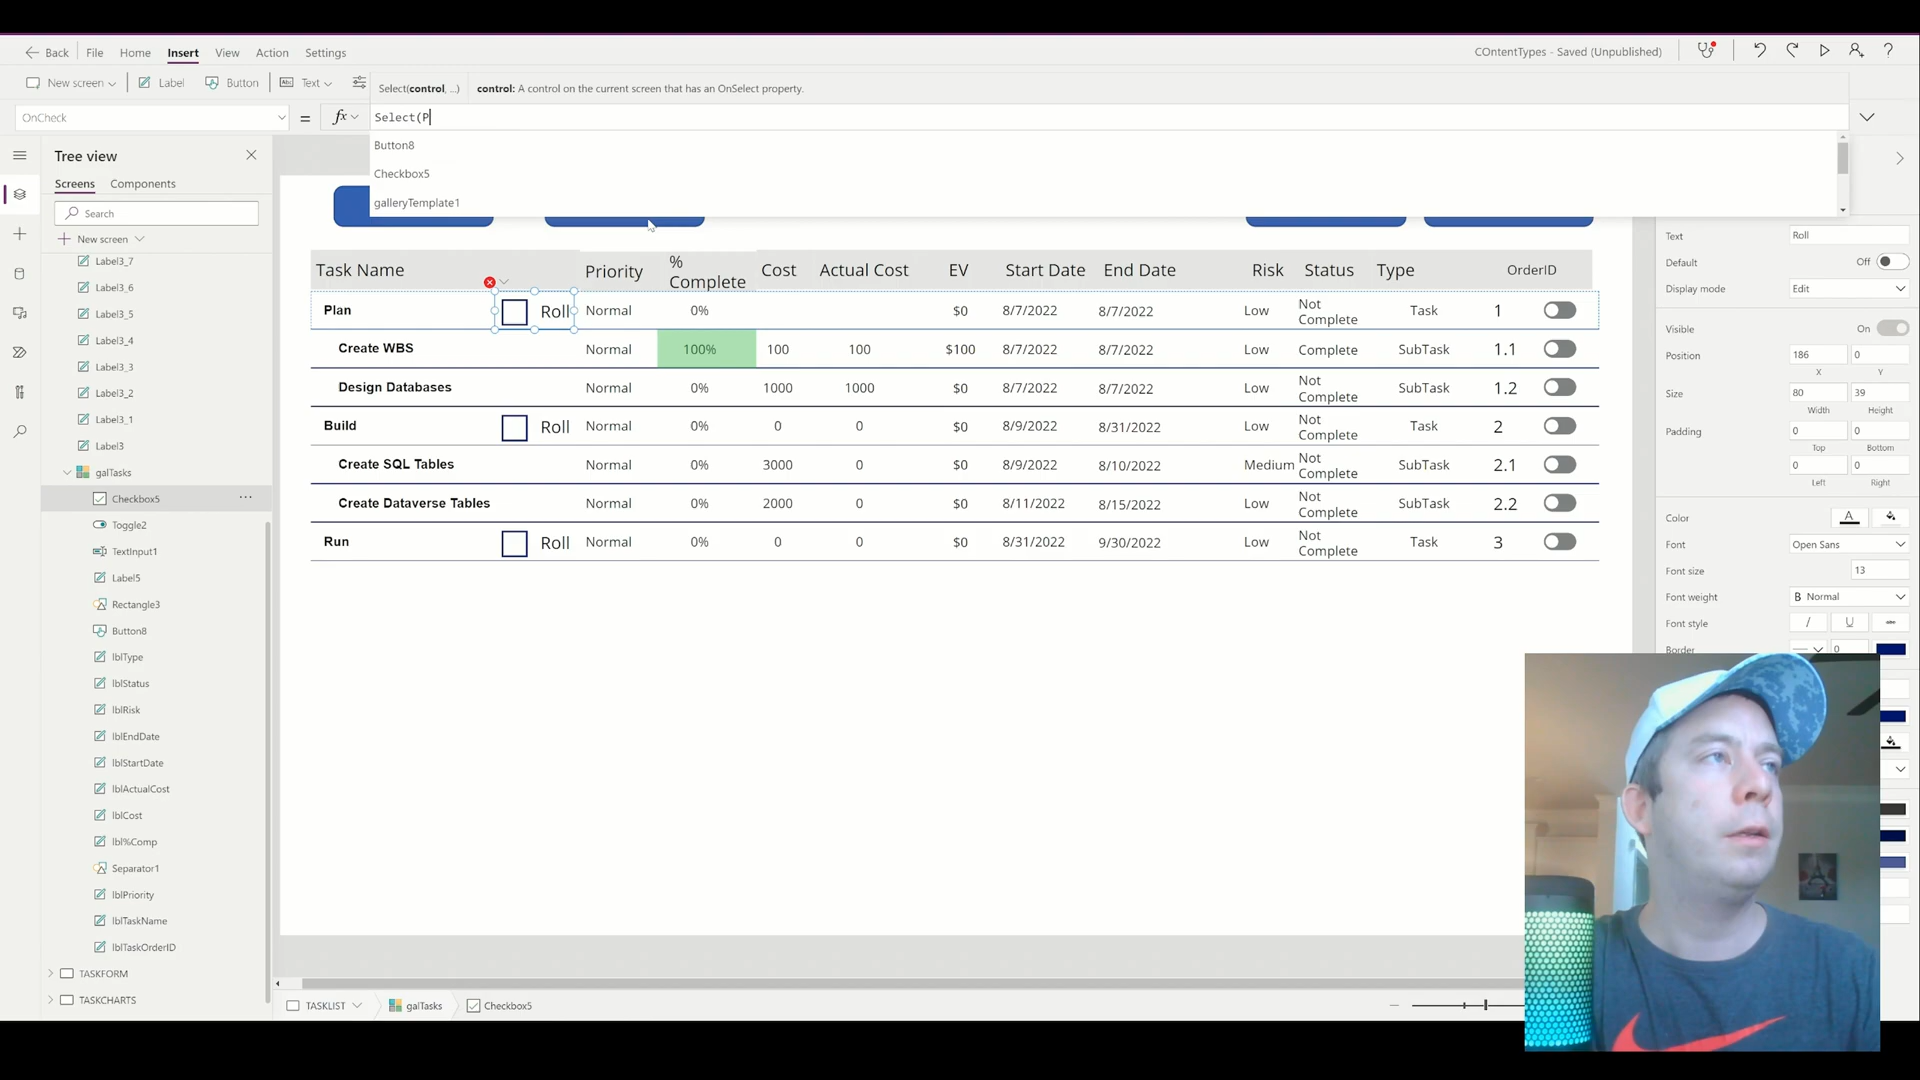 Back File Home Insert View Action Settings
COntentTypes - Saved (Unpublished)
New screen Label Button Text
Select(control, ...) control: A control on the current screen that has an OnSelect property.
OnCheck = fx Select(P
Button8
Checkbox5
galleryTemplate1
Tree view
Screens Components
Search
New screen
Label3_7
Label3_6
Label3_5
Label3_4
Label3_3
Label3_2
Label3_1
Label3
galTasks
Checkbox5 ...
Toggle2
TextInput1
Label5
Rectangle3
Button8
lblType
lblStatus
lblRisk
lblEndDate
lblStartDate
lblActualCost
lblCost
lbl%Comp
Separator1
lblPriority
lblTaskName
lblTaskOrderID
TASKFORM
TASKCHARTS
Task Name Priority % Complete Cost Actual Cost EV Start Date End Date Risk Status Type OrderID
Plan Roll Normal 0% $0 8/7/2022 8/7/2022 Low Not Complete Task 1
Create WBS Normal 100% 100 100 $100 8/7/2022 8/7/2022 Low Complete SubTask 1.1
Design Databases Normal 0% 1000 1000 $0 8/7/2022 8/7/2022 Low Not Complete SubTask 1.2
Build Roll Normal 0% 0 0 $0 8/9/2022 8/31/2022 Low Not Complete Task 2
Create SQL Tables Normal 0% 3000 0 $0 8/9/2022 8/10/2022 Medium Not Complete SubTask 2.1
Create Dataverse Tables Normal 0% 2000 0 $0 8/11/2022 8/15/2022 Low Not Complete SubTask 2.2
Run Roll Normal 0% 0 0 $0 8/31/2022 9/30/2022 Low Not Complete Task 3
Text Roll
Default Off
Display mode Edit
Visible On
Position 186 0
X Y
Size 80 39
Width Height
Padding 0 0
Top Bottom
0 0
Left Right
Color A
Font Open Sans
Font size 13
Font weight B Normal
Font style / U abc
Border 0
TASKLIST galTasks Checkbox5